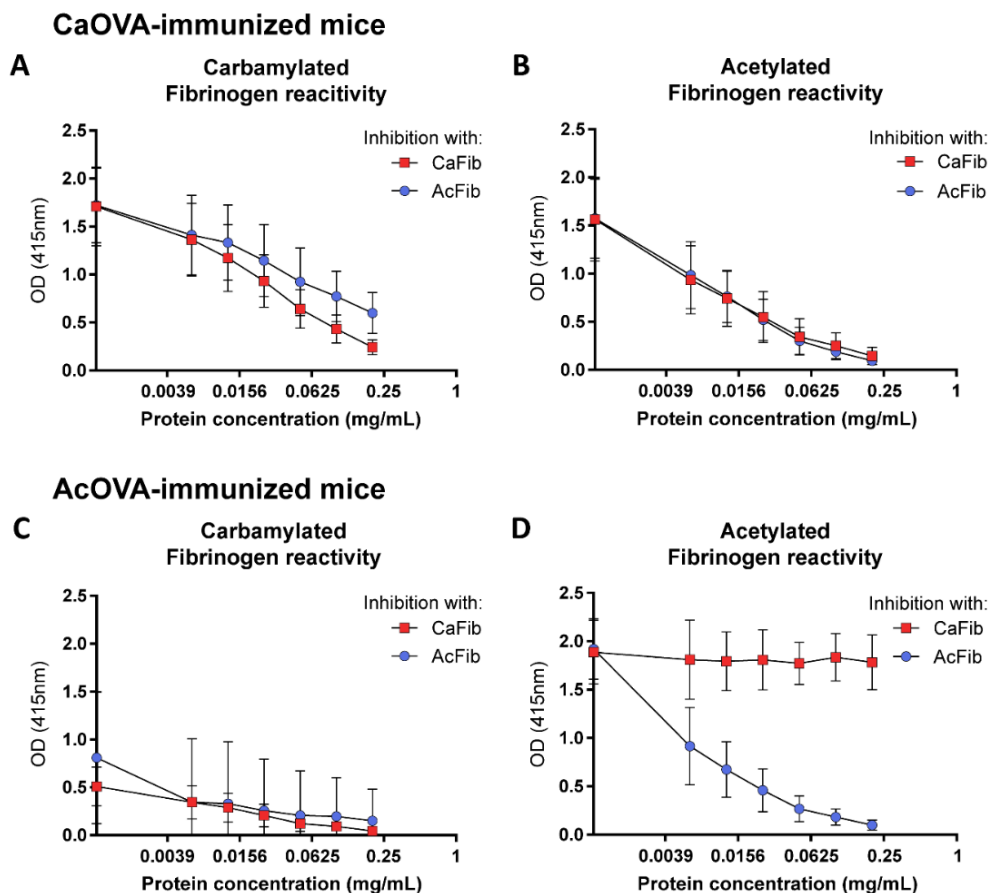 CaOVA-immunized mice
A
Carbamylated
Fibrinogen reacitivity
Inhibition with:
CaFib
AcFib
2.5
2.0
1.5
1.0
0.5
0.0
OD (415nm)
0.0039 0.0156 0.0625 0.25 1
Protein concentration (mg/mL)
B
Acetylated
Fibrinogen reactivity
Inhibition with:
CaFib
AcFib
2.5
2.0
1.5
1.0
0.5
0.0
OD (415nm)
0.0039 0.0156 0.0625 0.25 1
Protein concentration (mg/mL)
AcOVA-immunized mice
C
Carbamylated
Fibrinogen reactivity
Inhibition with:
CaFib
AcFib
2.5
2.0
1.5
1.0
0.5
0.0
OD (415nm)
0.0039 0.0156 0.0625 0.25 1
Protein concentration (mg/mL)
D
Acetylated
Fibrinogen reactivity
Inhibition with:
CaFib
AcFib
2.5
2.0
1.5
1.0
0.5
0.0
OD (415nm)
0.0039 0.0156 0.0625 0.25 1
Protein concentration (mg/mL)